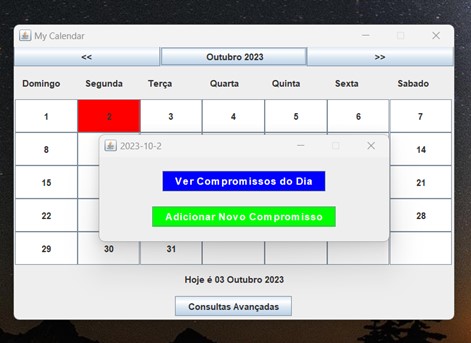 My Calendar
<< Outubro 2023 >>
Domingo Segunda Terça Quarta Quinta Sexta Sabado
1 2 3 4 5 6 7
8 14
2023-10-2
15 21
Ver Compromissos do Dia
22 28
Adicionar Novo Compromisso
29 30 31
Hoje é 03 Outubro 2023
Consultas Avançadas